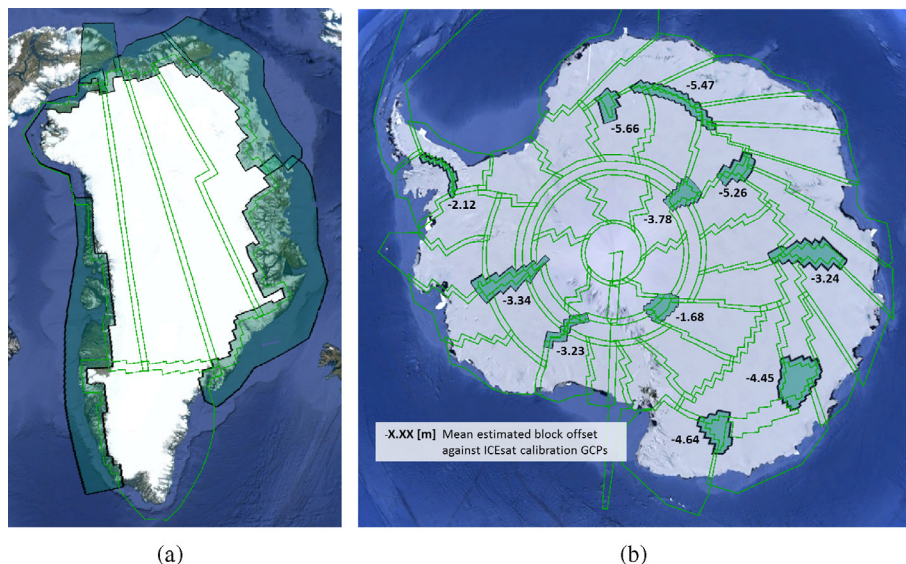 -5.47
-5.66
-5.26
-2.12
-3.78
-3.24
-3.34
-1.68
-3.23
-4.45
-4.64
-X.XX [m] Mean estimated block offset
against ICEsat calibration GCPs
(a)
(b)